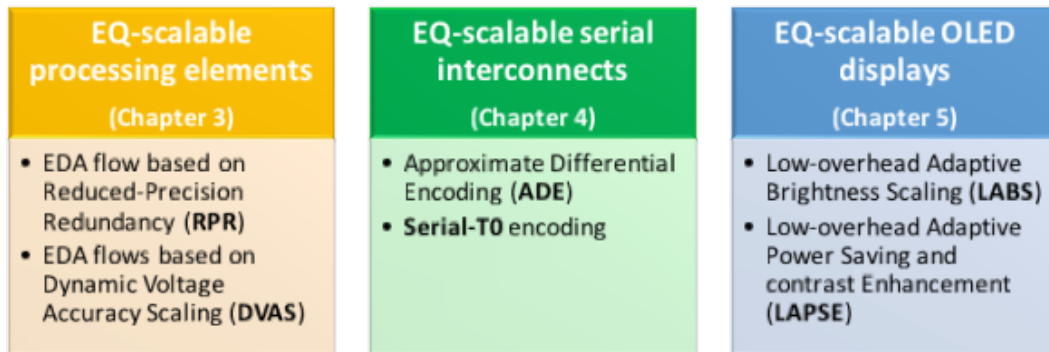 EQ-scalable
processing elements
(Chapter 3)
• EDA flow based on
Reduced-Precision
Redundancy (RPR)
• EDA flows based on
Dynamic Voltage
Accuracy Scaling (DVAS)
EQ-scalable serial
interconnects
(Chapter 4)
• Approximate Differential
Encoding (ADE)
• Serial-T0 encoding
EQ-scalable OLED
displays
(Chapter 5)
• Low-overhead Adaptive
Brightness Scaling (LABS)
• Low-overhead Adaptive
Power Saving and
contrast Enhancement
(LAPSE)